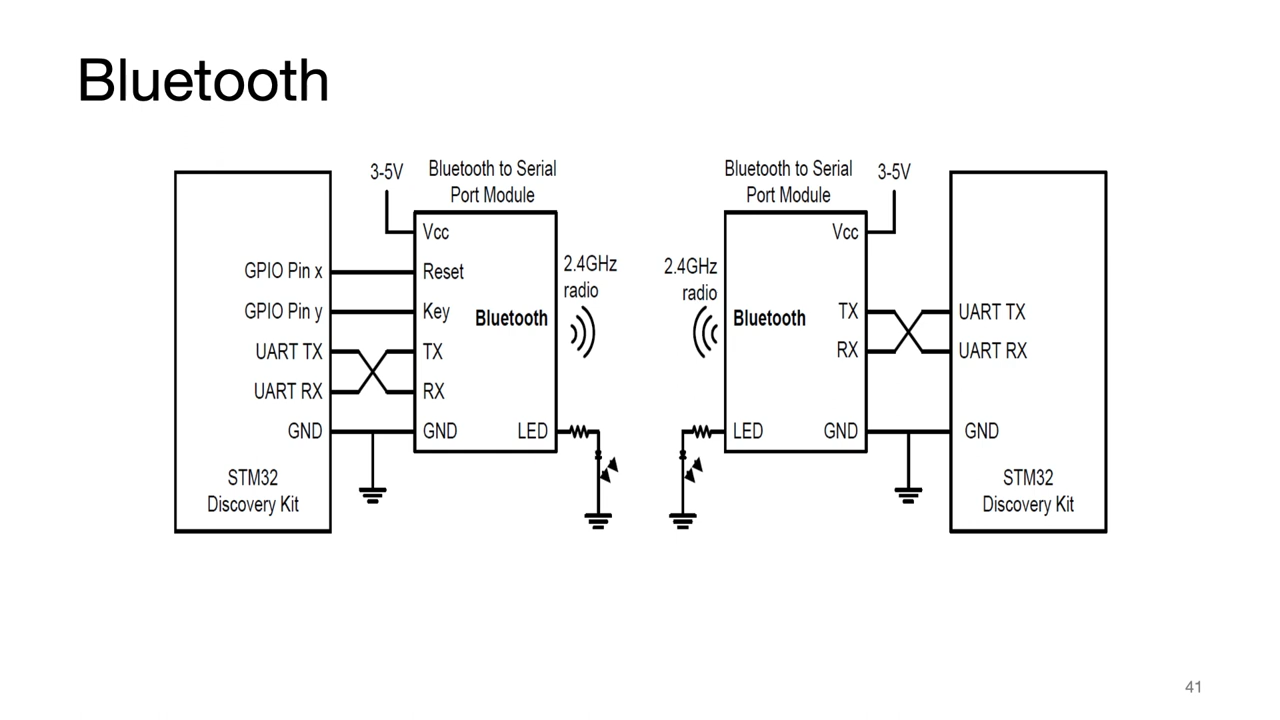 Bluetooth
3-5V
Bluetooth to Serial
Port Module
Vcc
GPIO Pin x
Reset
GPIO Pin y
Key
Bluetooth
UART TX
TX
UART RX
RX
GND
GND
LED
STM32
Discovery Kit
2.4GHz
radio
Bluetooth to Serial
Port Module
3-5V
Vcc
2.4GHz
radio
Bluetooth
TX
UART TX
RX
UART RX
LED
GND
GND
STM32
Discovery Kit
41